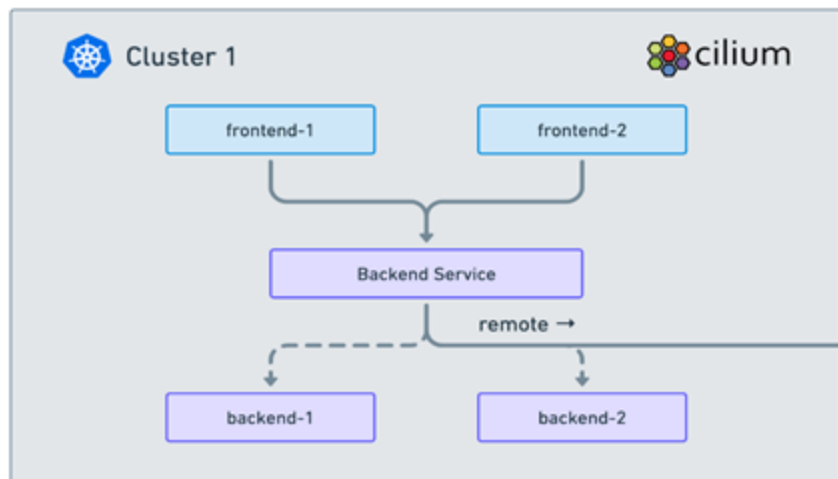 Cluster 1
cilium
frontend-1
frontend-2
Backend Service
remote →
backend-1
backend-2